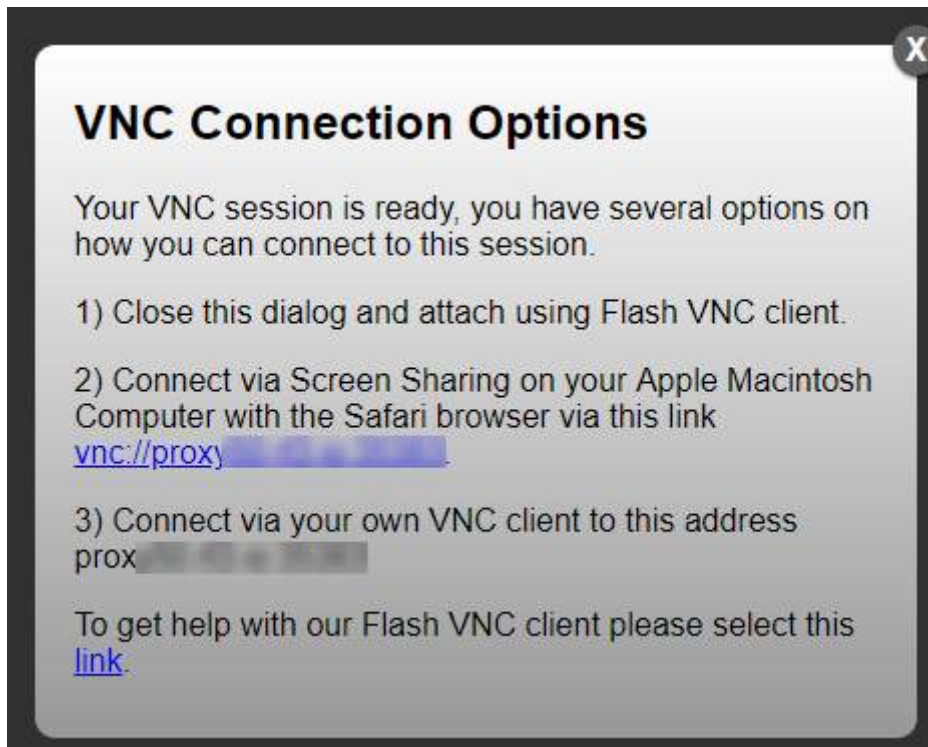 X
VNC Connection Options
Your VNC session is ready, you have several options on
how you can connect to this session.
1) Close this dialog and attach using Flash VNC client.
2) Connect via Screen Sharing on your Apple Macintosh
Computer with the Safari browser via this link
vnc://proxy
3) Connect via your own VNC client to this address
prox
To get help with our Flash VNC client please select this
link.